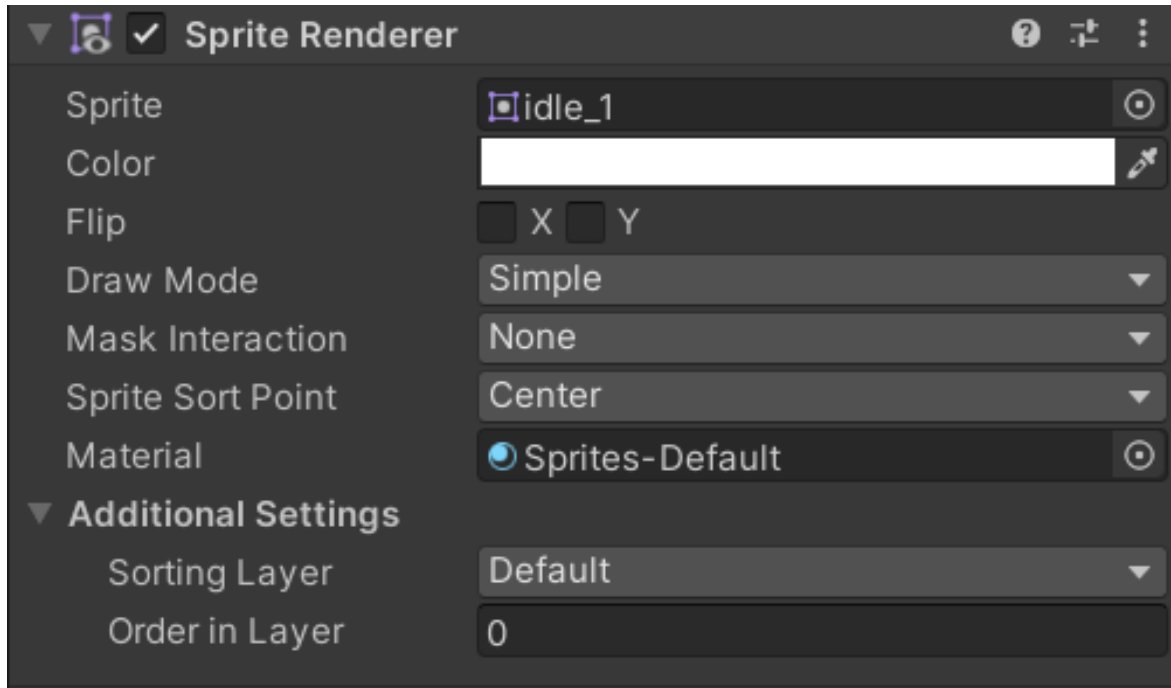 Sprite Renderer
Sprite idle_1
Color
Flip X Y
Draw Mode Simple
Mask Interaction None
Sprite Sort Point Center
Material Sprites-Default
Additional Settings
Sorting Layer Default
Order in Layer 0